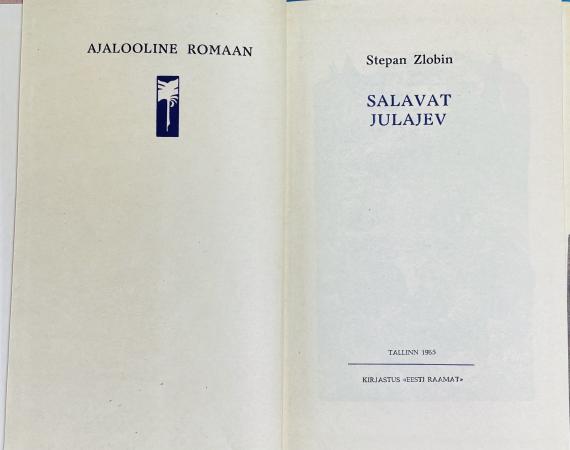 AJALOOLINE ROMAAN
Stepan Zlobin
SALAVAT
JULAJEV
TALLINN 1965
KIRJASTUS «EESTI RAAMAT»